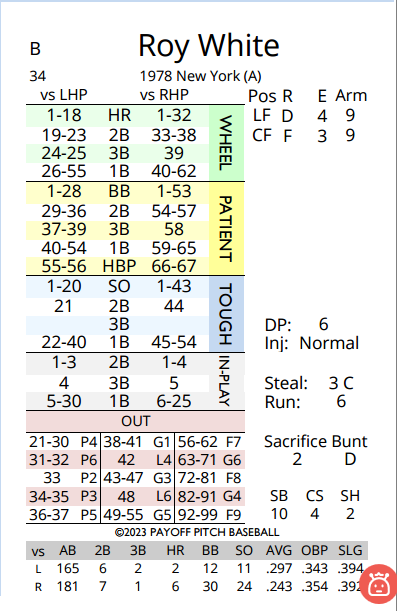 B Roy White
34 1978 New York (A)
vs LHP vs RHP Pos R E Arm
1-18 HR 1-32 LF D 4 9
19-23 2B 33-38 CF F 3 9
24-25 3B 39
26-55 1B 40-62
WHEEL
1-28 BB 1-53
29-36 2B 54-57
37-39 3B 58
40-54 1B 59-65
55-56 HBP 66-67
PATIENT
1-20 SO 1-43
21 2B 44
3B DP: 6
22-40 1B 45-54 Inj: Normal
TOUGH
1-3 2B 1-4
4 3B 5 Steal: 3 C
5-30 1B 6-25 Run: 6
IN-PLAY
OUT
21-30 P4 38-41 G1 56-62 F7 Sacrifice Bunt
31-32 P6 42 L4 63-71 G6 2 D
33 P2 43-47 G3 72-81 F8
34-35 P3 48 L6 82-91 G4 SB CS SH
36-37 P5 49-55 G5 92-99 F9 10 4 2
©2023 PAYOFF PITCH BASEBALL
vs AB 2B 3B HR BB SO AVG OBP SLG
L 165 6 2 2 12 11 .297 .343 .394
R 181 7 1 6 30 24 .243 .354 .392